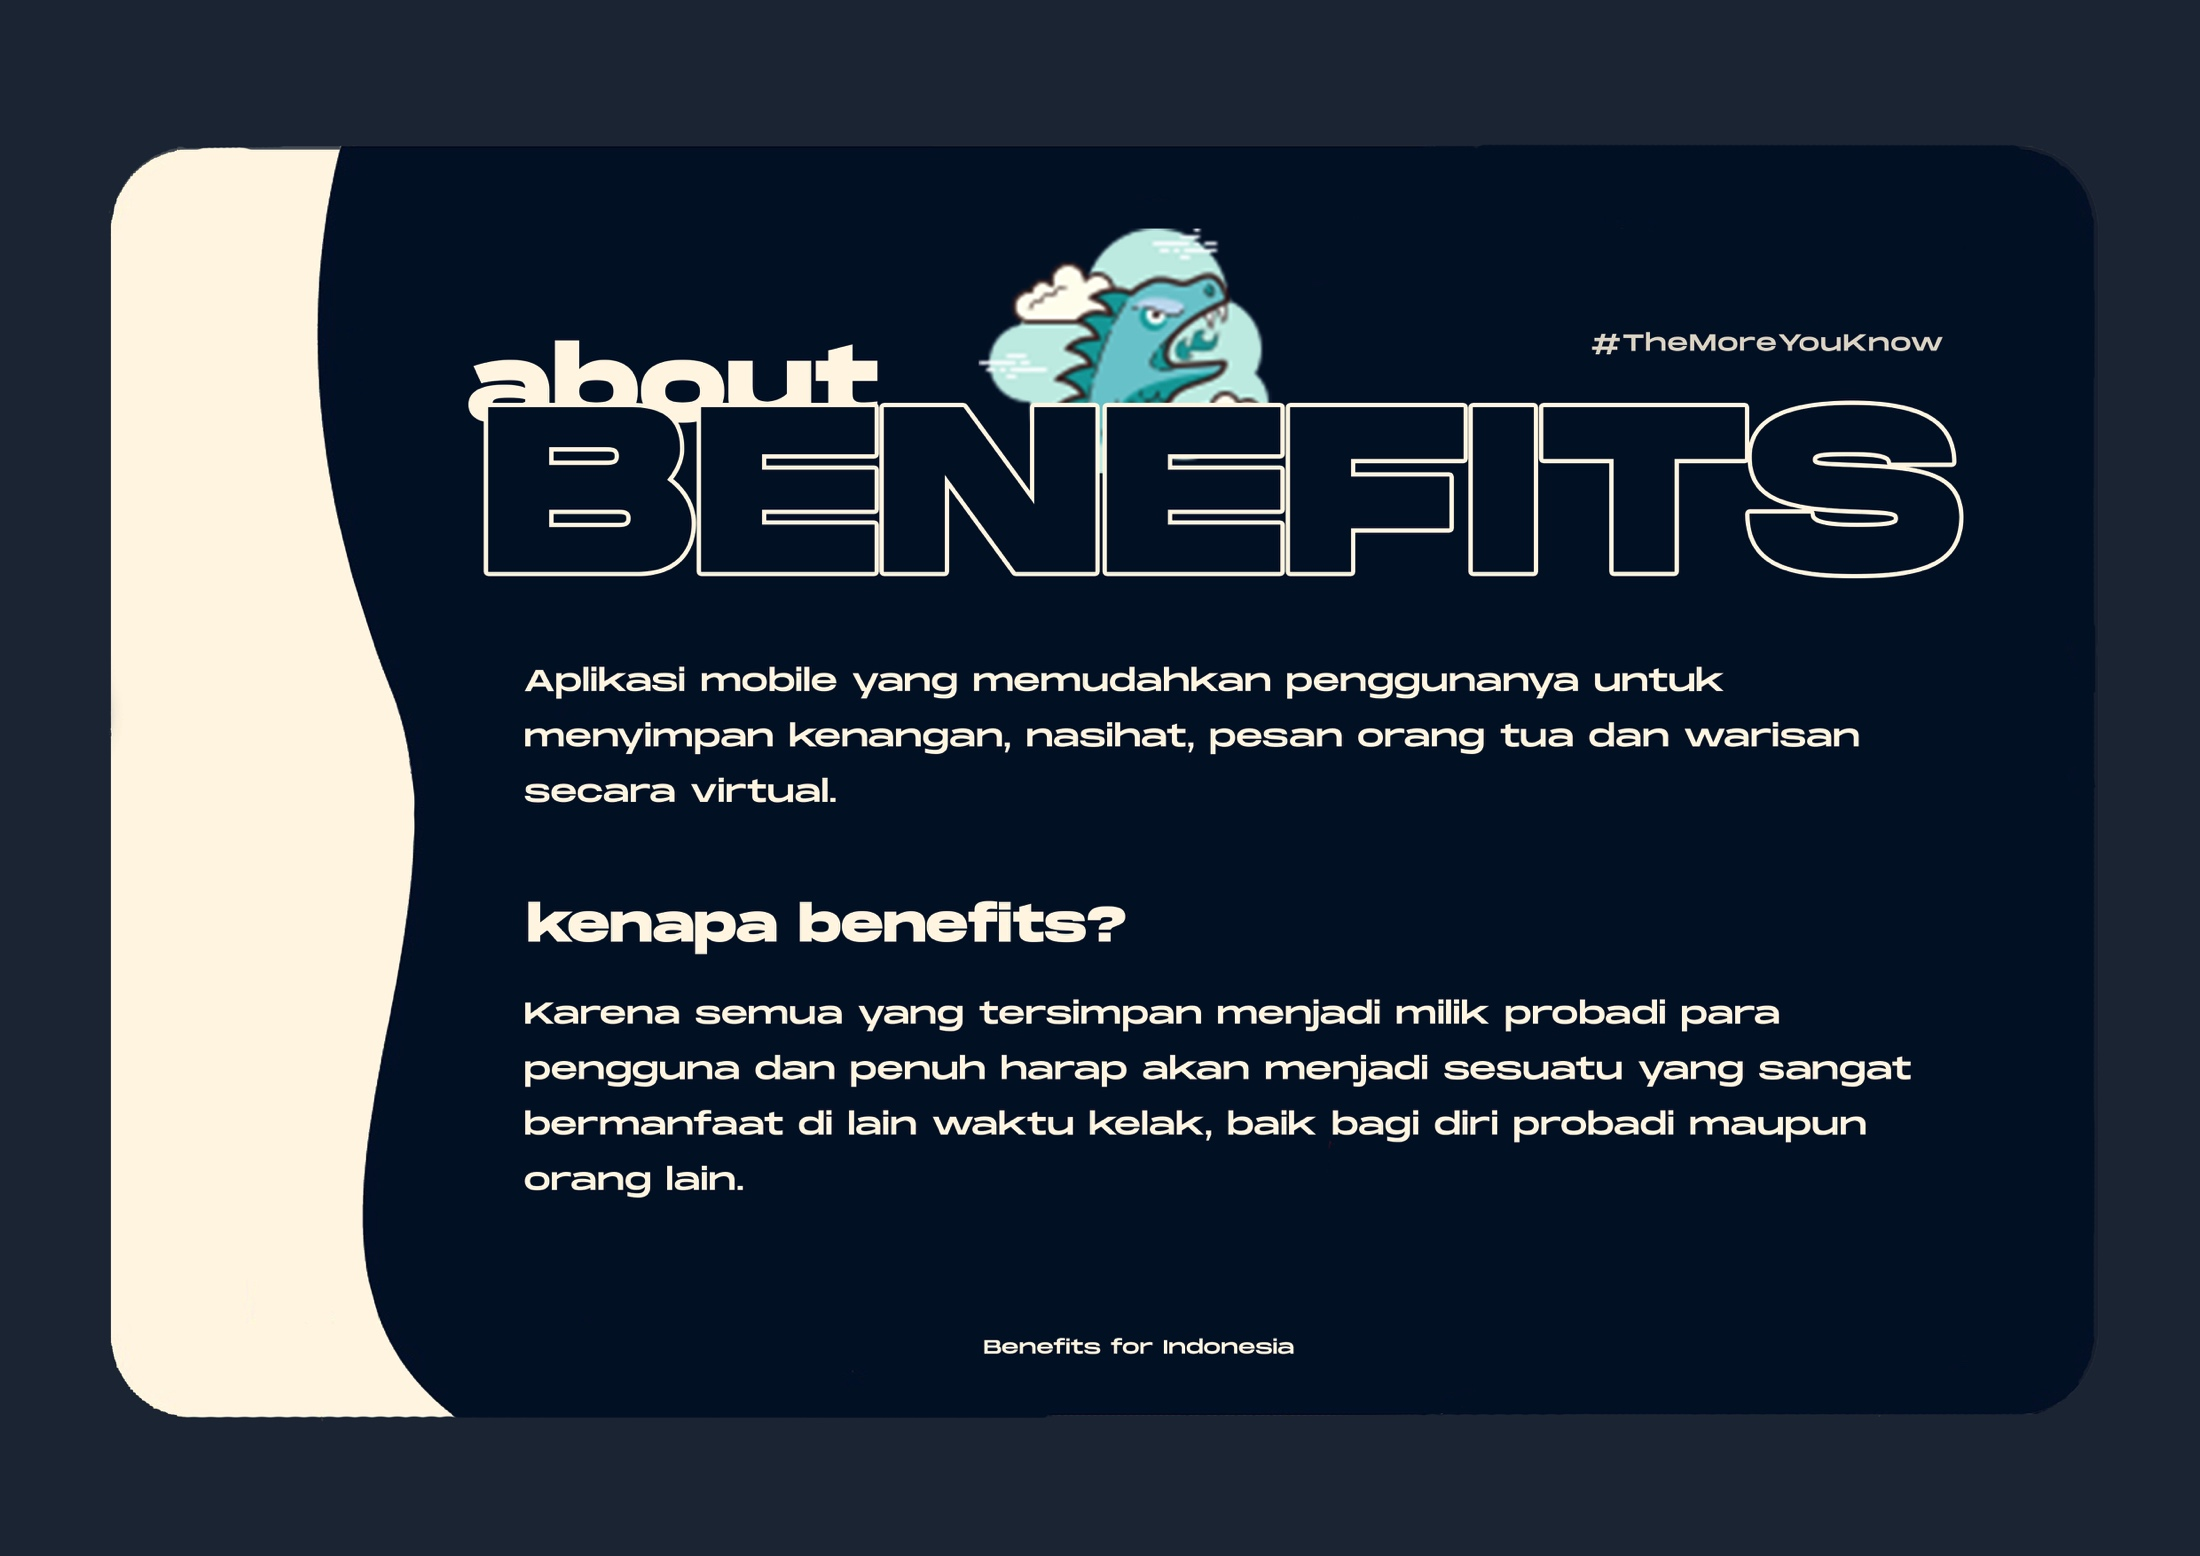 about
#TheMoreYouKnow
BENEFITS
Aplikasi mobile yang memudahkan penggunanya untuk
menyimpan kenangan, nasihat, pesan orang tua dan warisan
secara virtual.
kenapa benefits?
Karena semua yang tersimpan menjadi milik probadi para
pengguna dan penuh harap akan menjadi sesuatu yang sangat
bermanfaat di lain waktu kelak, baik bagi diri probadi maupun
orang lain.
Benefits for Indonesia